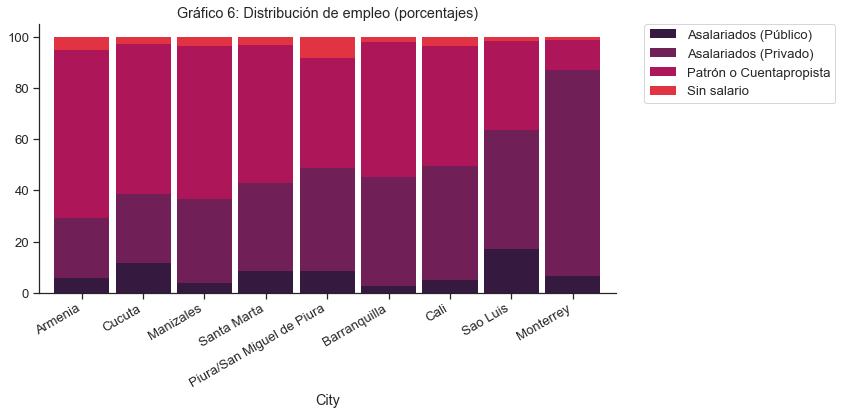 Gráfico 6: Distribución de empleo (porcentajes)
100
80
60
40
20
0
Armenia
Cucuta
Manizales
Santa Marta
Piura/San Miguel de Piura
Barranquilla
Cali
Sao Luis
Monterrey
City
Asalariados (Público)
Asalariados (Privado)
Patrón o Cuentapropista
Sin salario